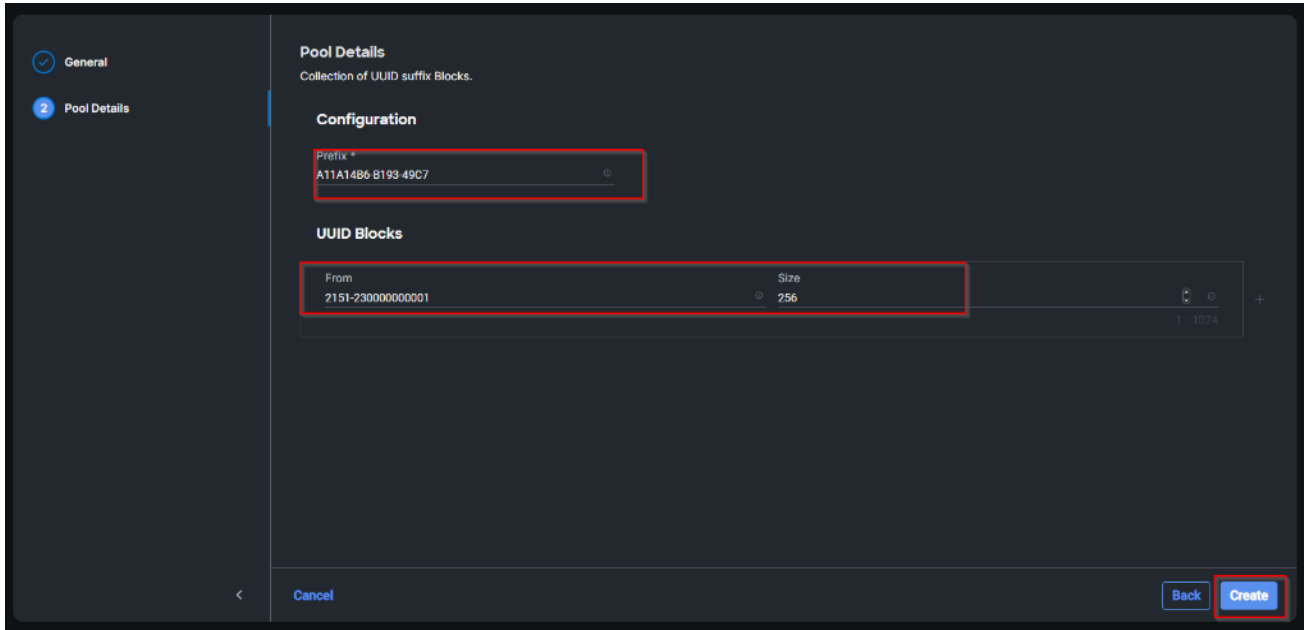 General
2 Pool Details
Pool Details
Collection of UUID suffix Blocks.
Configuration
Prefix *
A11A14B6-B193-49C7
UUID Blocks
From Size
2151-230000000001 256
1 - 1024
Cancel Back Create